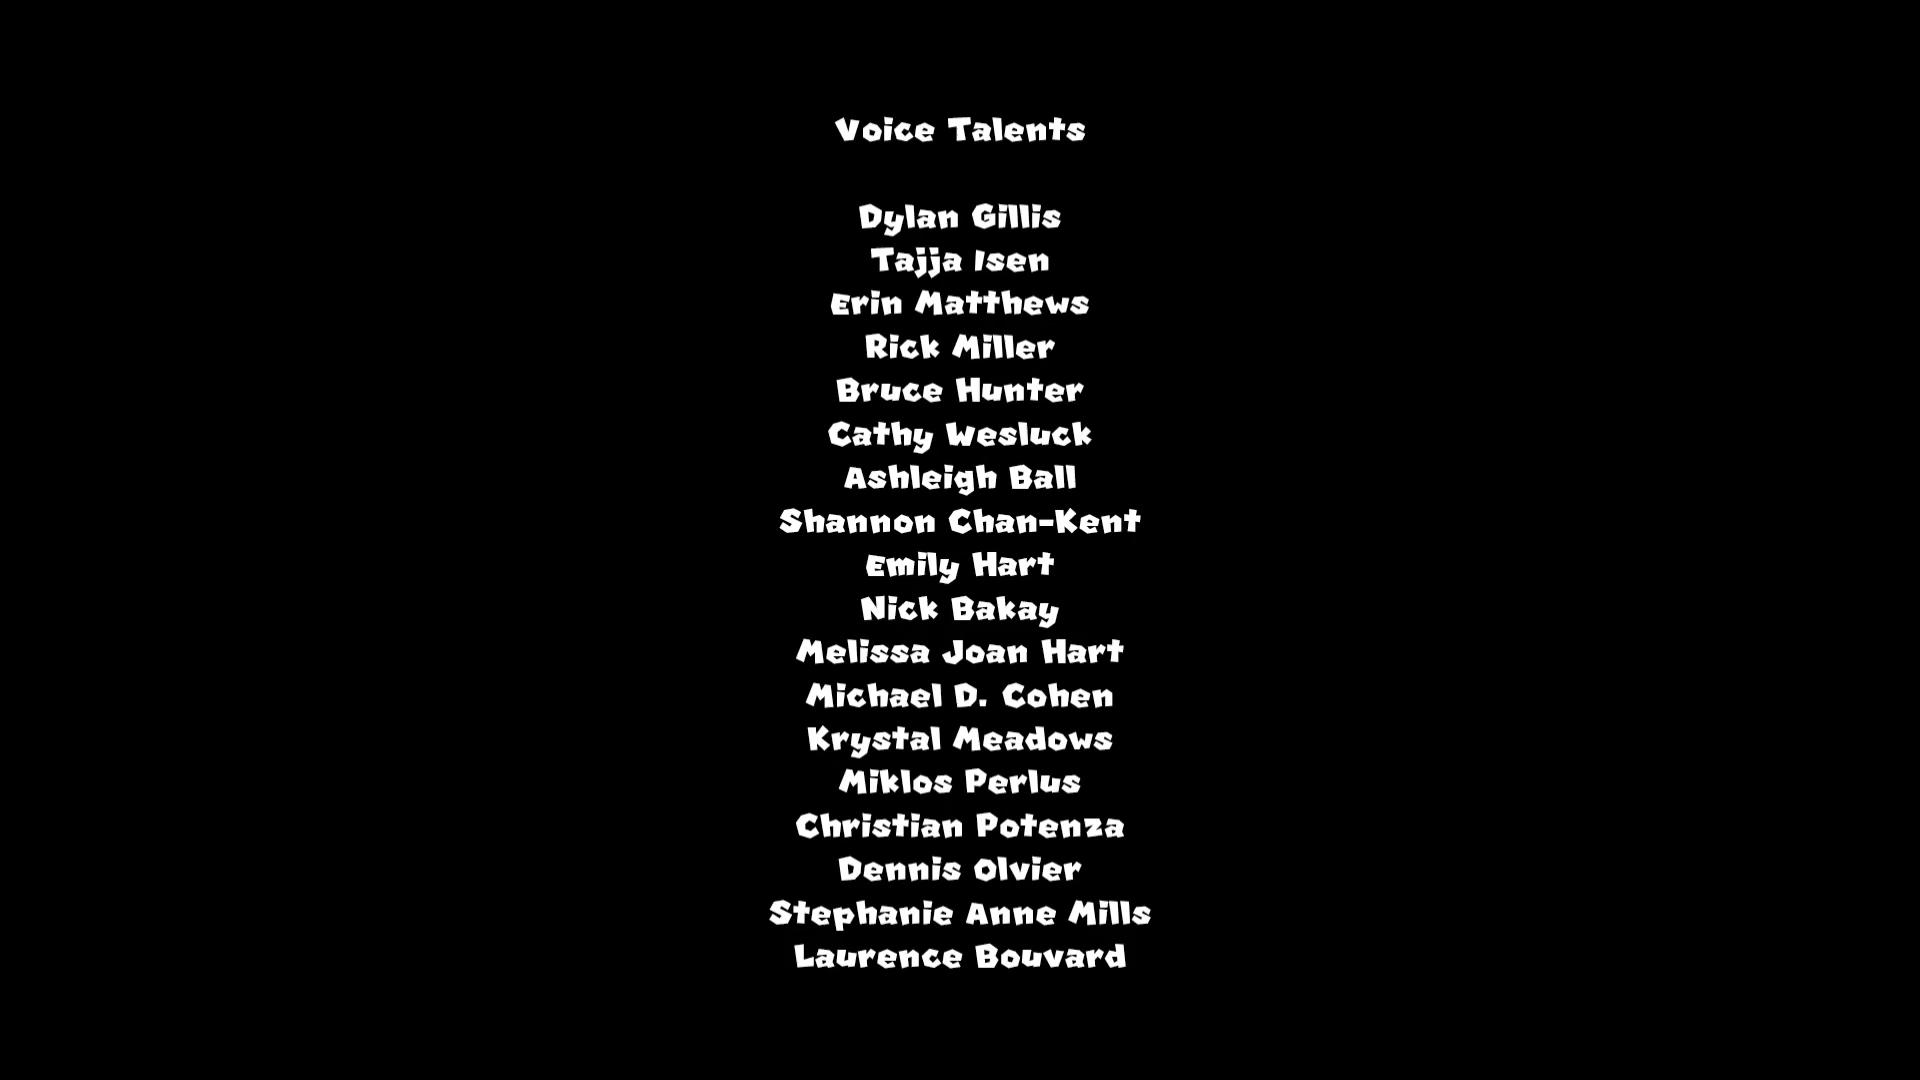 Voice Talents
Dylan Gillis
Tajja Isen
Erin Matthews
Rick Miller
Bruce Hunter
Cathy Wesluck
Ashleigh Ball
Shannon Chan-Kent
Emily Hart
Nick Bakay
Melissa Joan Hart
Michael D. Cohen
Krystal Meadows
Miklos Perlus
Christian Potenza
Dennis Olvier
Stephanie Anne Mills
Laurence Bouvard